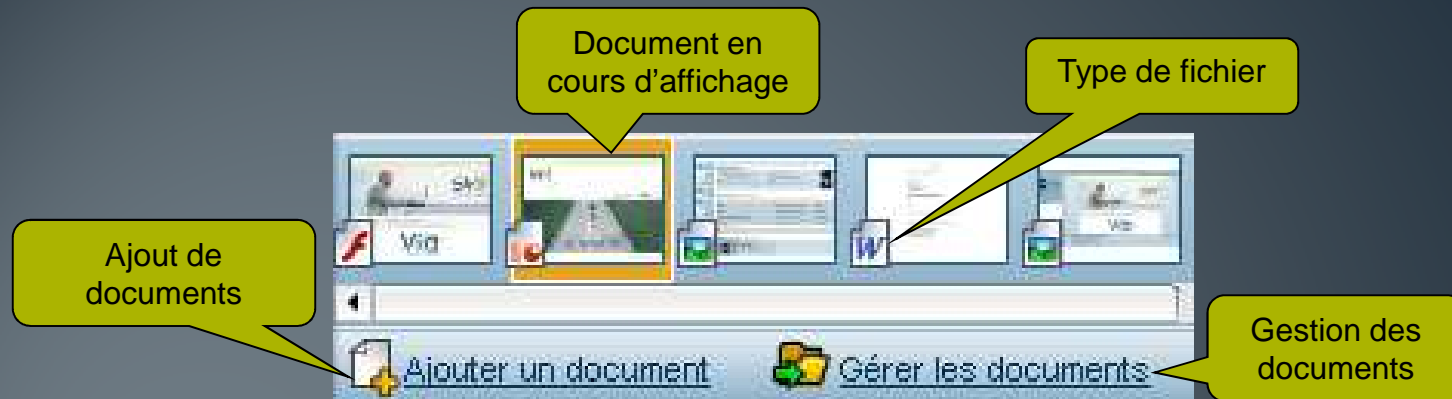 Document en
cours d’affichage
Type de fichier
Ajout de
documents
Vig
W
Ajouter un document
Gérer les documents
Gestion des
documents